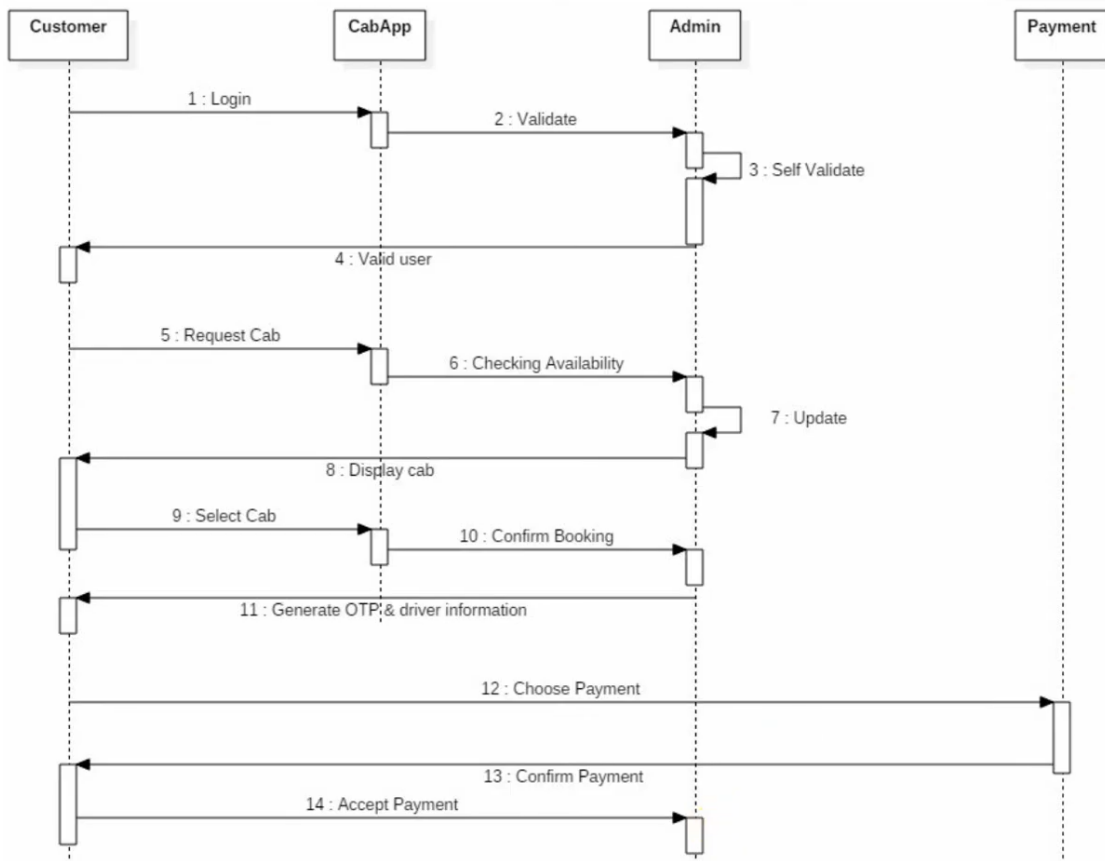 Customer
CabApp
Admin
Payment
1 : Login
2 : Validate
3 : Self Validate
4 : Valid user
5 : Request Cab
6 : Checking Availability
7 : Update
8 : Display cab
9 : Select Cab
10 : Confirm Booking
11 : Generate OTP & driver information
12 : Choose Payment
13 : Confirm Payment
14 : Accept Payment